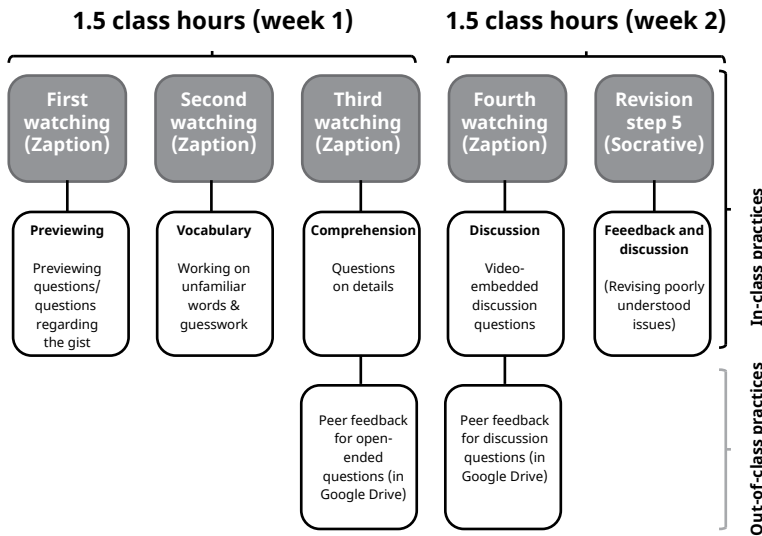 1.5 class hours (week 1)
1.5 class hours (week 2)
First
watching
(Zaption)
Second
watching
(Zaption)
Third
watching
(Zaption)
Fourth
watching
(Zaption)
Revision
step 5
(Socrative)
Previewing
Previewing
questions/
questions
regarding
the gist
Vocabulary
Working on
unfamiliar
words &
guesswork
Comprehension
Questions
on details
Discussion
Video-
embedded
discussion
questions
Feeedback and
discussion
(Revising poorly
understood
issues)
In-class practices
Peer feedback
for open-
ended
questions (in
Google Drive)
Peer feedback
for discussion
questions (in
Google Drive)
Out-of-class practices